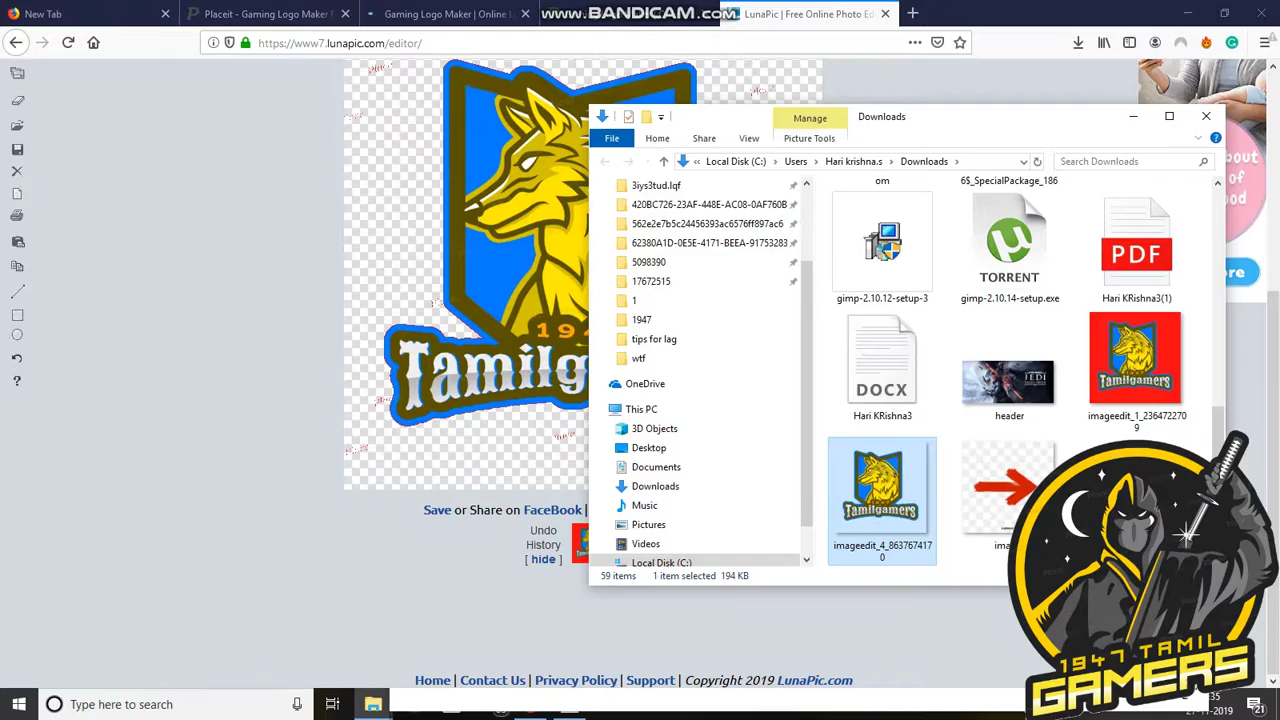 New Tab
Placeit - Gaming Logo Maker
Gaming Logo Maker | Online L
WWW.BANDICAM.COM
LunaPic | Free Online Photo Ed
https://www7.lunapic.com/editor/
194
Tamilg
Save or Share on FaceBook |
Undo
History
[ hide ]
Home | Contact Us | Privacy Policy | Support | Copyright 2019 LunaPic.com
Manage
Downloads
File
Home
Share
View
Picture Tools
« Local Disk (C:) > Users > Hari krishna.s > Downloads >
Search Downloads
3iys3tud.lqf
420BC726-23AF-448E-AC08-0AF760B
562e2e7b5c24456393ac6576ff897ac6
62380A1D-0E5E-4171-BEEA-91753283
5098390
17672515
1
1947
tips for lag
wtf
OneDrive
This PC
3D Objects
Desktop
Documents
Downloads
Music
Pictures
Videos
Local Disk (C:)
om
6$_SpecialPackage_186
gimp-2.10.12-setup-3
µ
TORRENT
gimp-2.10.14-setup.exe
PDF
Hari KRishna3(1)
DOCX
Hari KRishna3
JEDI
header
Tamilgamers
imageedit_1_236472270
9
Tamilgamers
imageedit_4_863767417
0
59 items
1 item selected 194 KB
1947 TAMIL
GAMERS
Type here to search
27-11-2019
21